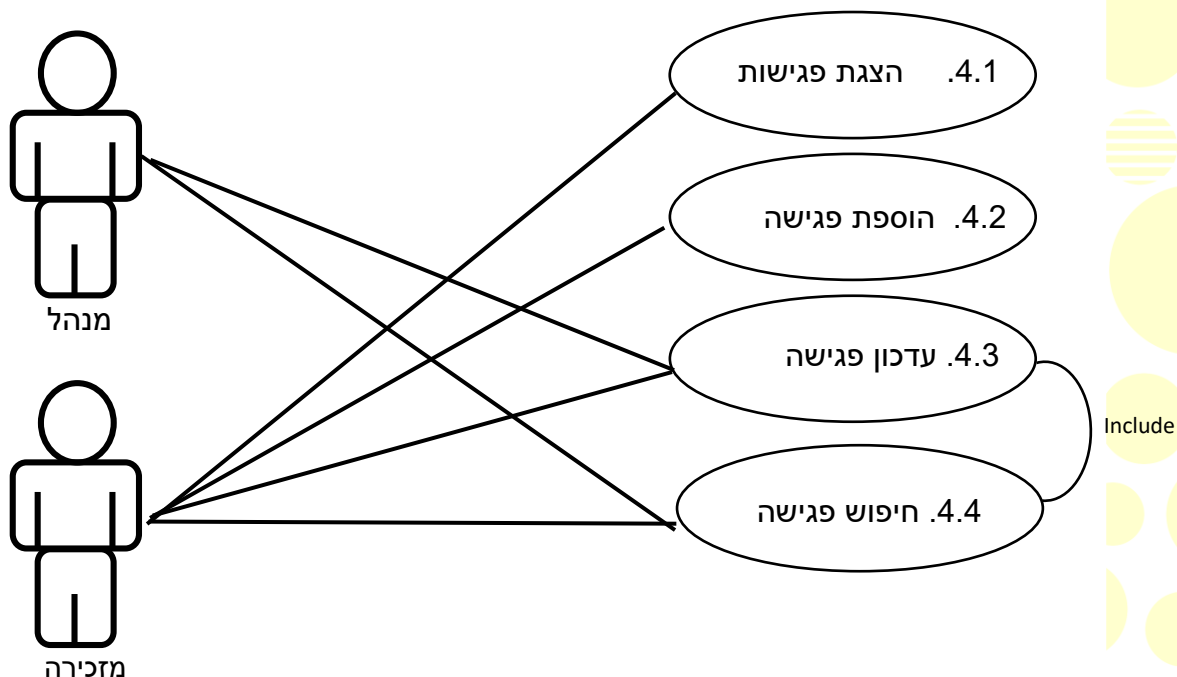 4.1. הצגת פגישות
4.2. הוספת פגישה
4.3. עדכון פגישה
4.4. חיפוש פגישה
Include
מנהל
מזכירה